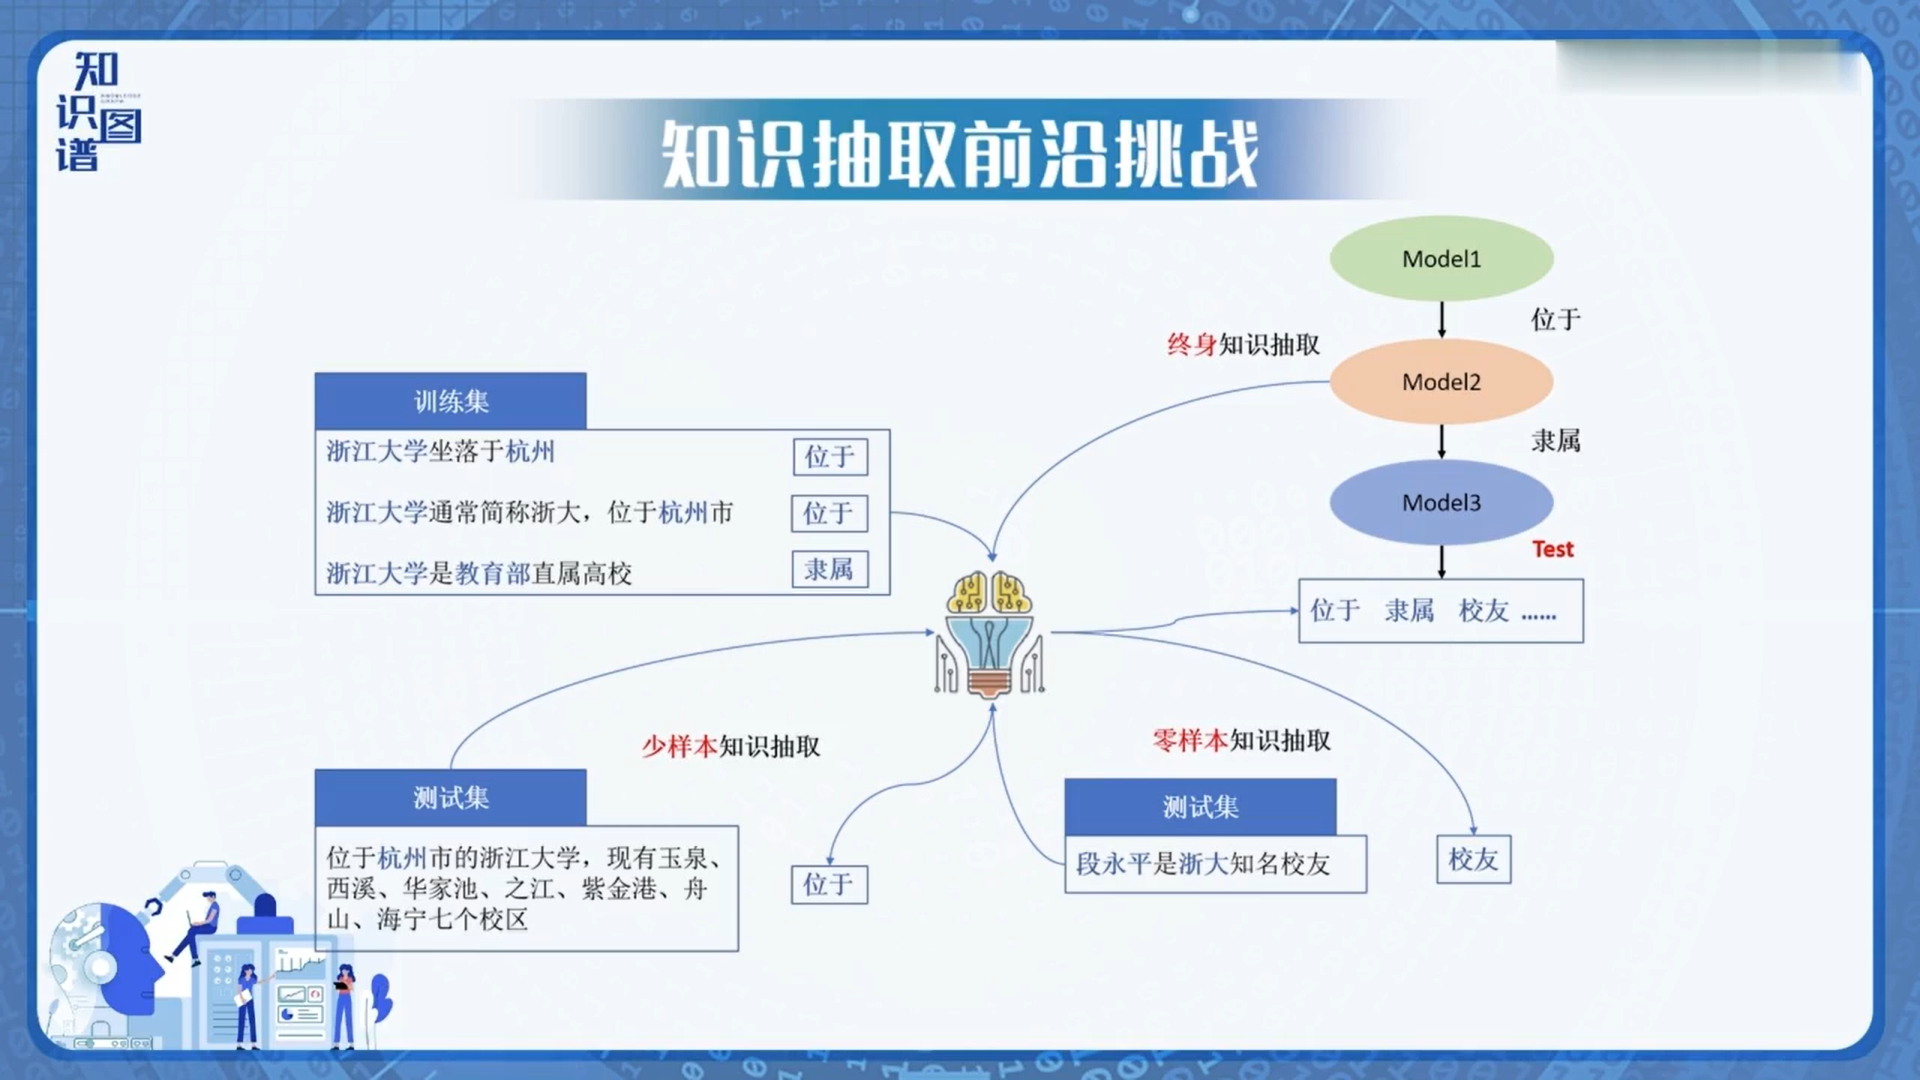 知识图谱
知识抽取前沿挑战
Model1
位于
终身知识抽取
Model2
隶属
Model3
Test
位于 隶属 校友 ......
训练集
浙江大学坐落于杭州 位于
浙江大学通常简称浙大，位于杭州市 位于
浙江大学是教育部直属高校 隶属
少样本知识抽取
测试集
位于杭州市的浙江大学，现有玉泉、
西溪、华家池、之江、紫金港、舟
山、海宁七个校区
位于
零样本知识抽取
测试集
段永平是浙大知名校友
校友